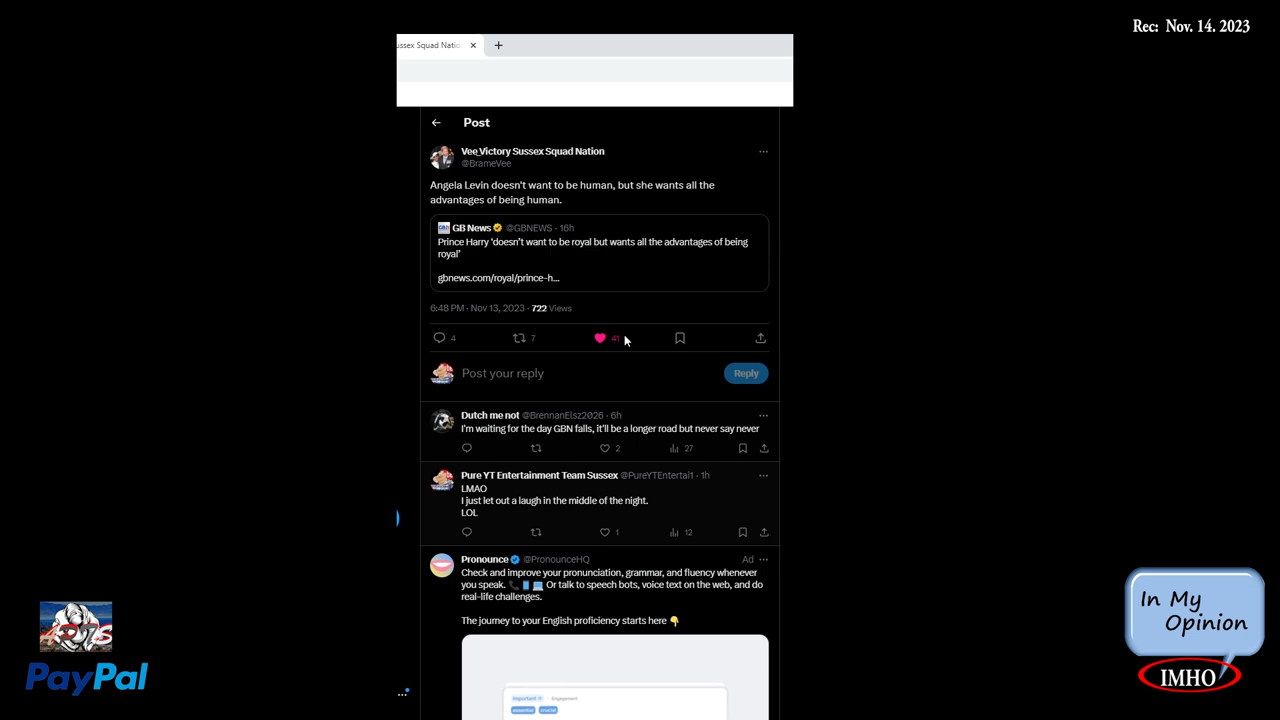 Rec: Nov. 14. 2023
ussex Squad Natio
Post
Vee_Victory Sussex Squad Nation
@BrameVee
Angela Levin doesn't want to be human, but she wants all the
advantages of being human.
GB News @GBNEWS · 16h
Prince Harry 'doesn't want to be royal but wants all the advantages of being
royal'
gbnews.com/royal/prince-h...
6:48 PM · Nov 13, 2023 · 722 Views
4 7 41
Post your reply
Reply
Dutch me not @BrennanElsz2026 · 6h
I'm waiting for the day GBN falls, it'll be a longer road but never say never
2 27
Pure YT Entertainment Team Sussex @PureYTEntertai1 · 1h
LMAO
I just let out a laugh in the middle of the night.
LOL
1 12
Pronounce @PronounceHQ Ad
Check and improve your pronunciation, grammar, and fluency whenever
you speak. 📞📱💻 Or talk to speech bots, voice text on the web, and do
real-life challenges.
The journey to your English proficiency starts here 👇
Important · Engagement
essential crucial
PayPal
In My
Opinion
IMHO